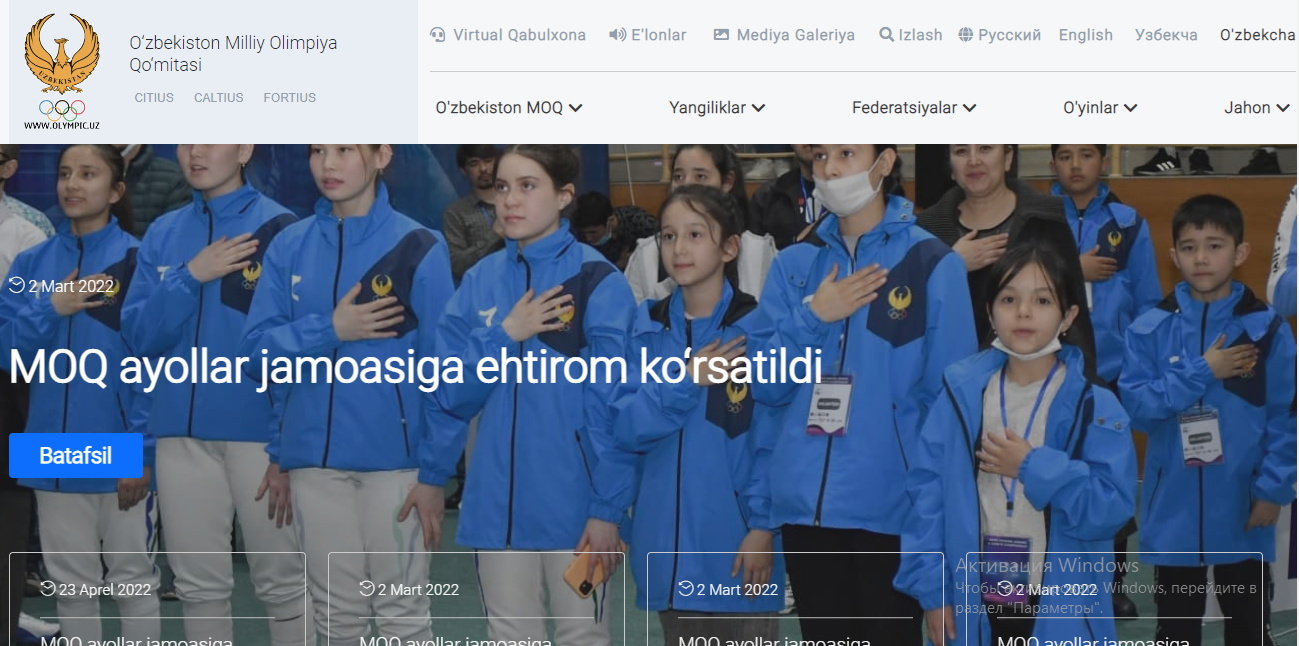 O‘zbekiston Milliy Olimpiya
Qo‘mitasi
CITIUS CALTIUS FORTIUS
UZBEKISTAN
WWW.OLYMPIC.UZ
Virtual Qabulxona E'lonlar Mediya Galeriya Izlash Русский English Узбекча O'zbekcha
O'zbekiston MOQ Yangiliklar Federatsiyalar O'yinlar Jahon
2 Mart 2022
MOQ ayollar jamoasiga ehtirom ko‘rsatildi
Batafsil
23 Aprel 2022
MOQ ayollar jamoasiga
2 Mart 2022
MOQ ayollar jamoasiga
2 Mart 2022
MOQ ayollar jamoasiga
2 Mart 2022
MOQ ayollar jamoasiga
Активация Windows
Чтобы активировать Windows, перейдите в
раздел "Параметры".